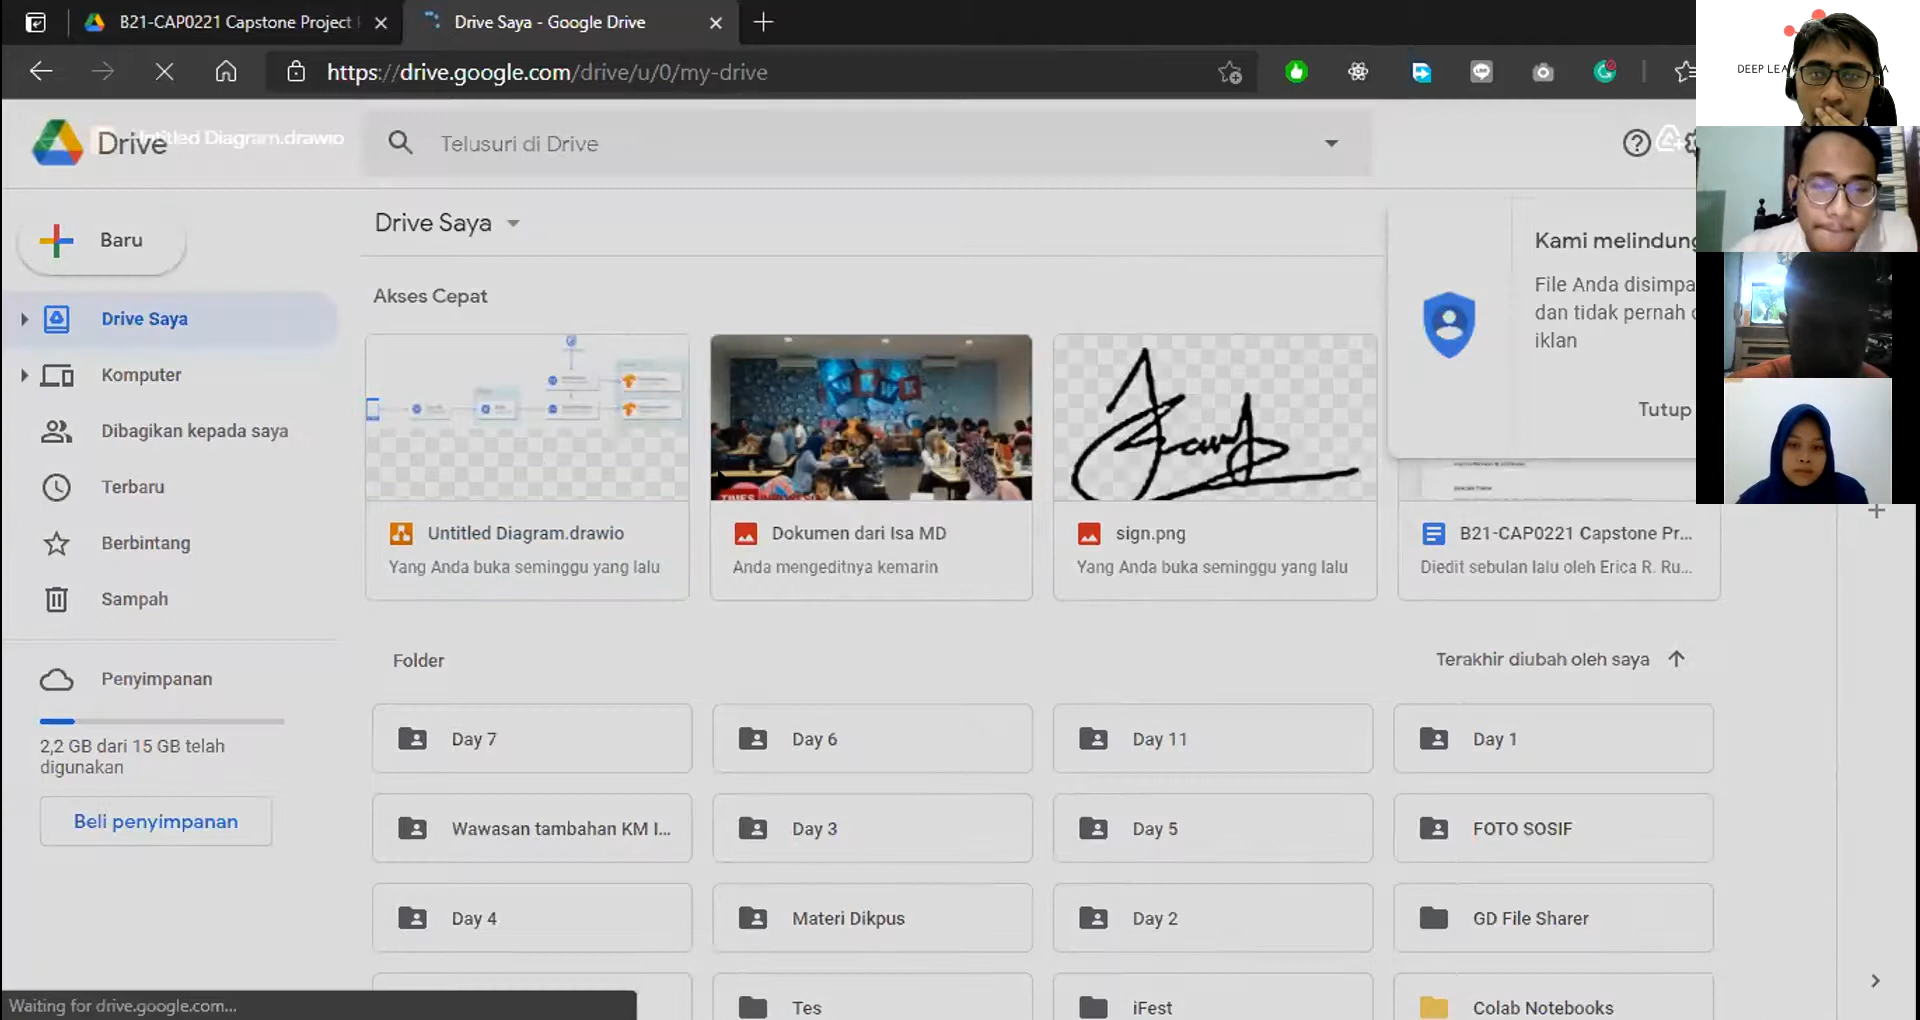 B21-CAP0221 Capstone Project
Drive Saya - Google Drive
https://drive.google.com/drive/u/0/my-drive
DEEP LEA
Drive
Untitled Diagram.drawio
Telusuri di Drive
Baru
Drive Saya
Kami melindung
File Anda disimpa
dan tidak pernah
iklan
Tutup
Akses Cepat
Drive Saya
Komputer
Dibagikan kepada saya
Terbaru
Berbintang
Sampah
Penyimpanan
2,2 GB dari 15 GB telah
digunakan
Beli penyimpanan
Untitled Diagram.drawio
Yang Anda buka seminggu yang lalu
Dokumen dari Isa MD
Anda mengeditnya kemarin
sign.png
Yang Anda buka seminggu yang lalu
B21-CAP0221 Capstone Pr...
Diedit sebulan lalu oleh Erica R. Ru...
Folder
Terakhir diubah oleh saya
Day 7
Day 6
Day 11
Day 1
Wawasan tambahan KM I...
Day 3
Day 5
FOTO SOSIF
Day 4
Materi Dikpus
Day 2
GD File Sharer
Tes
iFest
Colab Notebooks
Waiting for drive.google.com...